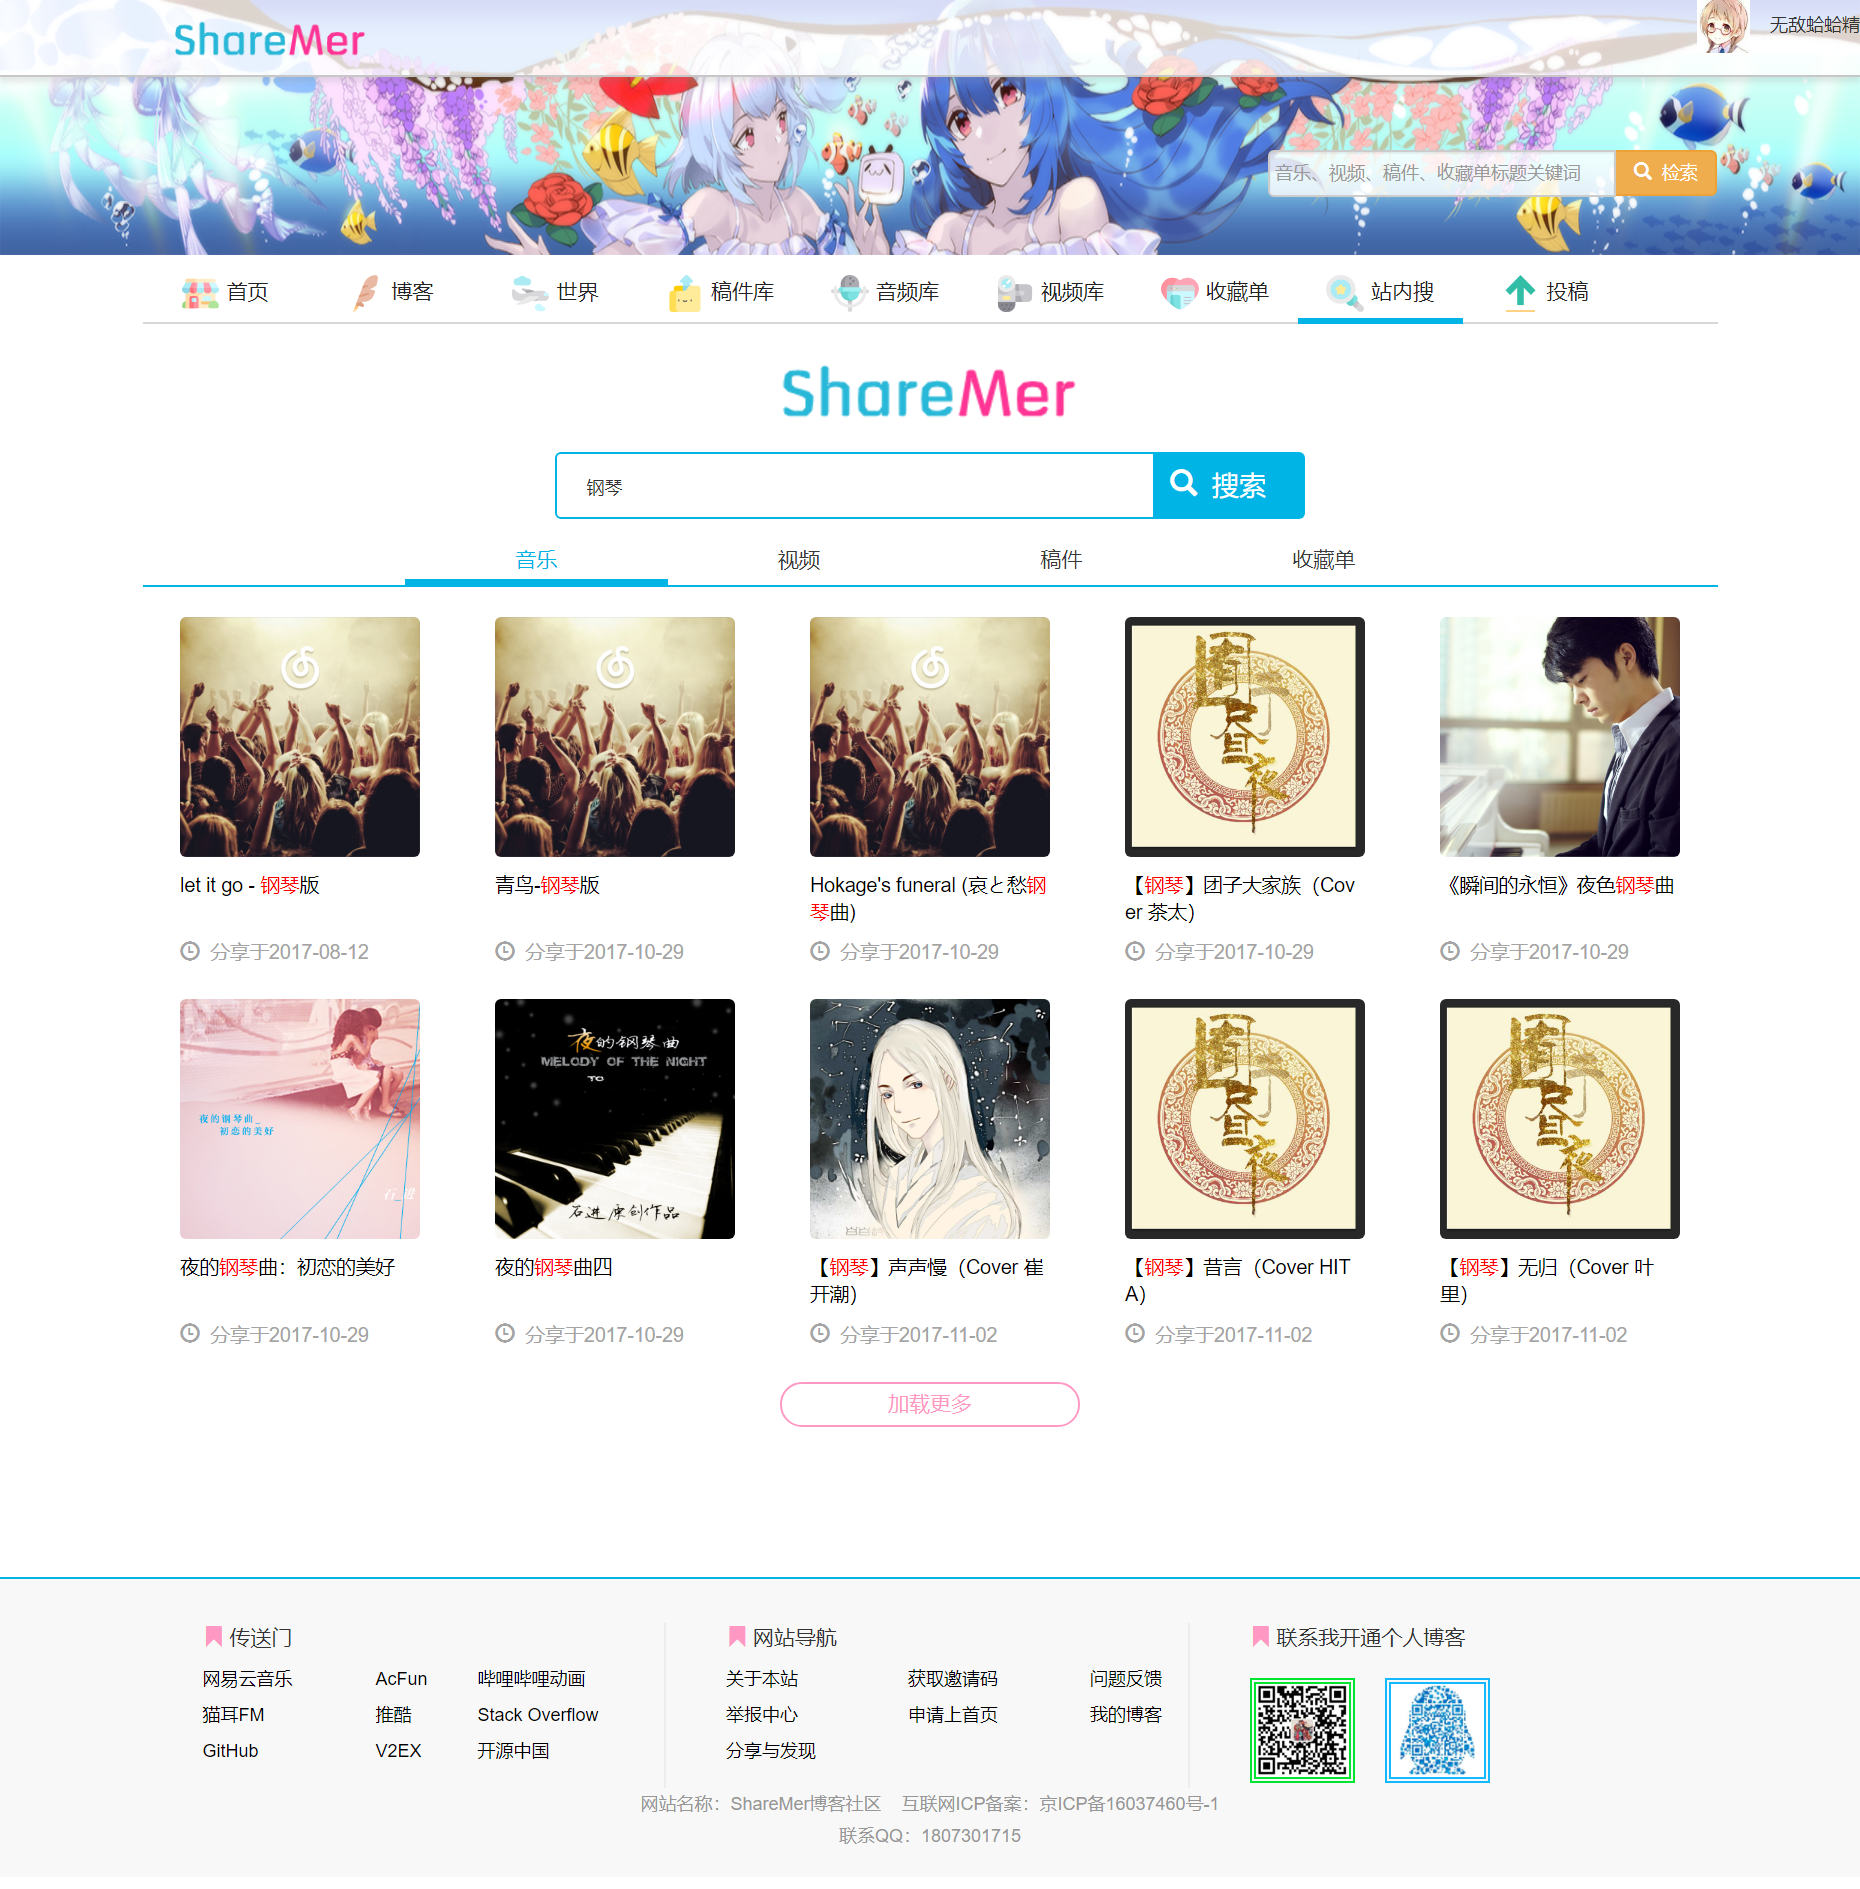 ShareMer
无敌蛤蛤精
音乐、视频、稿件、收藏单标题关键词
检索
首页 博客 世界 稿件库 音频库 视频库 收藏单 站内搜 投稿
ShareMer
钢琴
搜索
音乐 视频 稿件 收藏单
let it go - 钢琴版
分享于2017-08-12
青鸟-钢琴版
分享于2017-10-29
Hokage's funeral (哀と愁钢
琴曲)
分享于2017-10-29
【钢琴】团子大家族（Cov
er 茶太）
分享于2017-10-29
《瞬间的永恒》夜色钢琴曲
分享于2017-10-29
夜的钢琴曲_
初恋的美好
石_进
夜的钢琴曲：初恋的美好
分享于2017-10-29
夜的钢琴曲
MELODY OF THE NIGHT
TO
石进原创作品
夜的钢琴曲四
分享于2017-10-29
【钢琴】声声慢（Cover 崔
开潮）
分享于2017-11-02
【钢琴】昔言（Cover HIT
A）
分享于2017-11-02
【钢琴】无归（Cover 叶
里）
分享于2017-11-02
加载更多
传送门
网易云音乐 AcFun 哔哩哔哩动画
猫耳FM 推酷 Stack Overflow
GitHub V2EX 开源中国
网站导航
关于本站 获取邀请码 问题反馈
举报中心 申请上首页 我的博客
分享与发现
联系我开通个人博客
网站名称：ShareMer博客社区 互联网ICP备案：京ICP备16037460号-1
联系QQ：1807301715